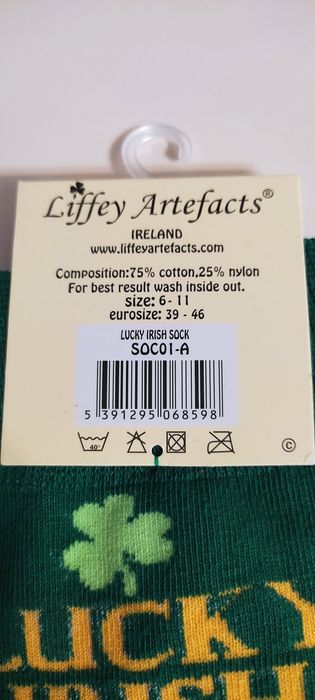 Liffey Artefacts®
IRELAND
www.liffeyartefacts.com
Composition:75% cotton,25% nylon
For best result wash inside out.
size: 6-11
eurosize: 39 - 46
LUCKY IRISH SOCK
SOC01-A
5 391295 068598
40°
©
LUCKY
IRISH